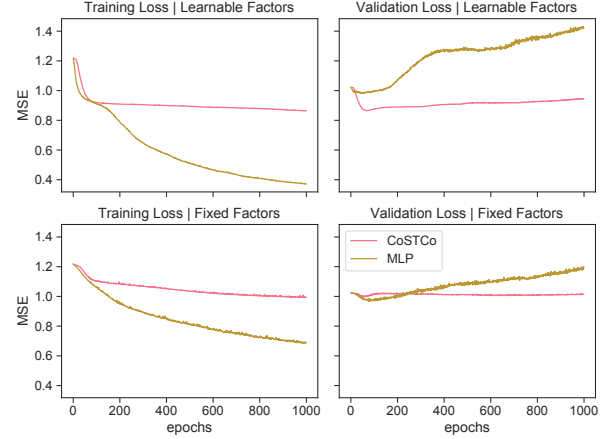 Training Loss | Learnable Factors
Validation Loss | Learnable Factors
1.4
1.2
1.0
0.8
0.6
0.4
MSE
Training Loss | Fixed Factors
Validation Loss | Fixed Factors
1.4
1.2
1.0
0.8
0.6
0.4
MSE
CoSTCo
MLP
0 200 400 600 800 1000
0 200 400 600 800 1000
epochs
epochs